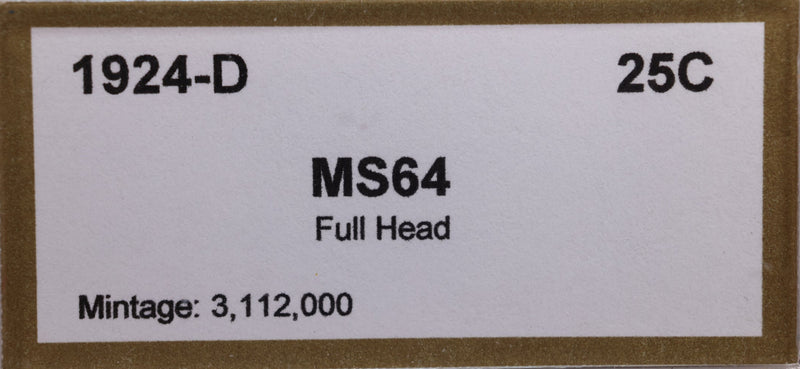 1924-D 25C
MS64
Full Head
Mintage: 3,112,000